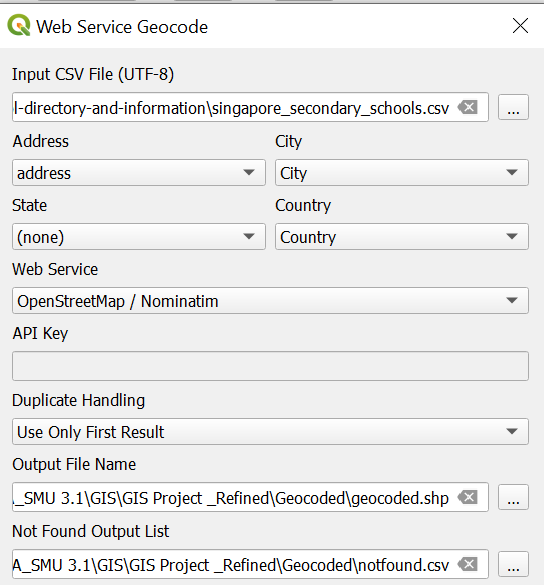 Web Service Geocode
Input CSV File (UTF-8)
l-directory-and-information\singapore_secondary_schools.csv ...
Address City
address City
State Country
(none) Country
Web Service
OpenStreetMap / Nominatim
API Key
Duplicate Handling
Use Only First Result
Output File Name
A_SMU 3.1\GIS\GIS Project _Refined\Geocoded\geocoded.shp ...
Not Found Output List
A_SMU 3.1\GIS\GIS Project _Refined\Geocoded\notfound.csv ...